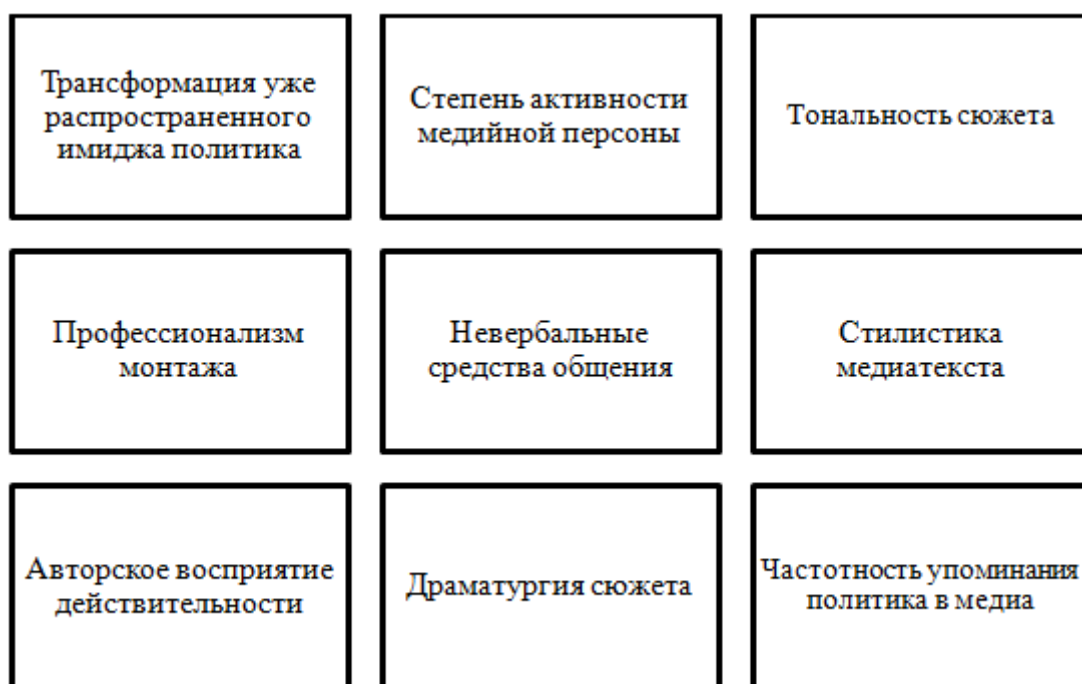 Трансформация уже
распространенного
имиджа политика
Степень активности
медийной персоны
Тональность сюжета
Профессионализм
монтажа
Невербальные
средства общения
Стилистика
медиатекста
Авторское восприятие
действительности
Драматургия сюжета
Частотность упоминания
политика в медиа